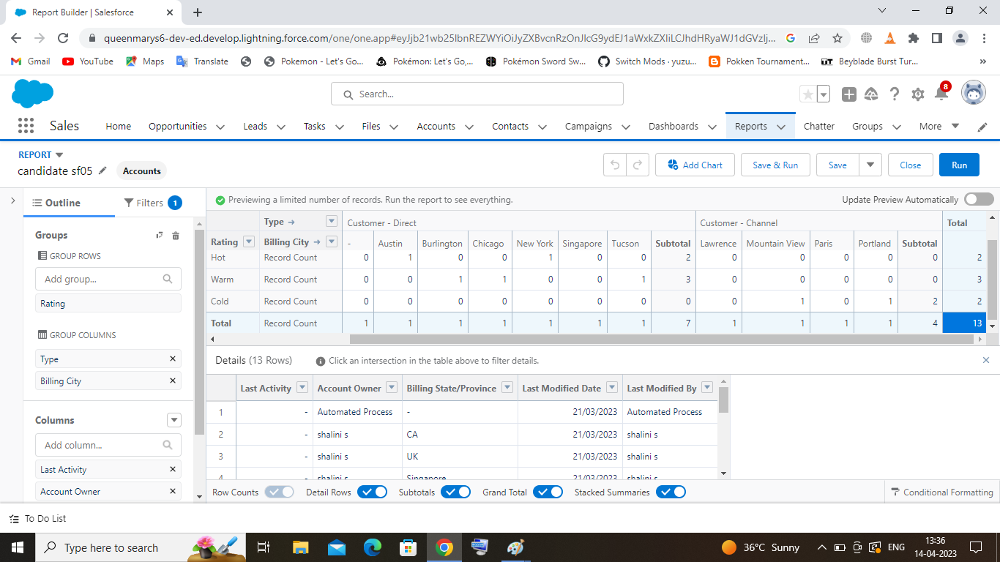 Report Builder | Salesforce
queenmarys6-dev-ed.develop.lightning.force.com/one/one.app#eyJjb21wb25lbnREZWYiOiJyZXBvcnRzOnJlcG9ydEJ1aWxkZXIiLCJhdHRyaWJ1dGVzIj...
Gmail YouTube Maps Translate Pokemon - Let's Go... Pokémon: Let's Go,... Pokémon Sword Sw... Switch Mods · yuzu... Pokken Tournament... Beyblade Burst Tur... »
Search... 8
Sales Home Opportunities Leads Tasks Files Accounts Contacts Campaigns Dashboards Reports Chatter Groups More
REPORT
candidate sf05 Accounts
Add Chart Save & Run Save Close Run
Outline Filters 1
Previewing a limited number of records. Run the report to see everything. Update Preview Automatically
Groups
GROUP ROWS
Add group...
Rating
GROUP COLUMNS
Type
Billing City
Columns
Add column...
Last Activity
Account Owner
Type → Customer - Direct Customer - Channel Total
Rating Billing City → - Austin Burlington Chicago New York Singapore Tucson Subtotal Lawrence Mountain View Paris Portland Subtotal
Hot Record Count 0 1 0 0 1 0 0 2 0 0 0 0 0 2
Warm Record Count 0 0 1 1 0 0 1 3 0 0 0 0 0 3
Cold Record Count 0 0 0 0 0 0 0 0 0 1 0 1 2 2
Total Record Count 1 1 1 1 1 1 1 7 1 1 1 1 4 13
Details (13 Rows) Click an intersection in the table above to filter details.
Last Activity Account Owner Billing State/Province Last Modified Date Last Modified By
1 - Automated Process - 21/03/2023 Automated Process
2 - shalini s CA 21/03/2023 shalini s
3 - shalini s UK 21/03/2023 shalini s
4 - shalini s Singapore 21/03/2023 shalini s
Row Counts Detail Rows Subtotals Grand Total Stacked Summaries Conditional Formatting
To Do List
Type here to search 36°C Sunny ENG 13:36
14-04-2023